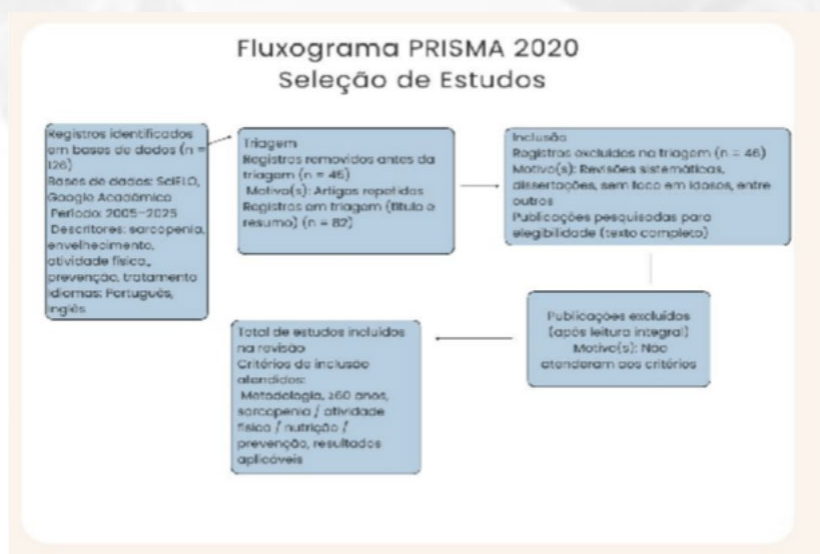 Fluxograma PRISMA 2020
Seleção de Estudos
Registros identificados
em bases de dados (n =
126)
Bases de dados: SciELO,
Google Acadêmico
Período: 2005–2025
Descritores: sarcopenia,
envelhecimento,
atividade física,,
prevenção, tratamento
Idiomas: Português,
Inglês
Triagem
Registros removidos antes da
triagem (n = 46)
Motivo(s): Artigos repetidos
Registros em triagem (título e
resumo) (n = 82)
Inclusão
Registros excluídos na triagem (n = 46)
Motivo(s): Revisões sistemáticas,
dissertações, sem foco em idosos, entre
outros
Publicações pesquisadas para
elegibilidade (texto completo)
Publicações excluídas
(após leitura integral)
Motivo(s): Não
atenderam aos critérios
Total de estudos incluídos
na revisão
Critérios de inclusão
atendidos:
Metodologia, ≥60 anos,
sarcopenia / atividade
física / nutrição /
prevenção, resultados
aplicáveis